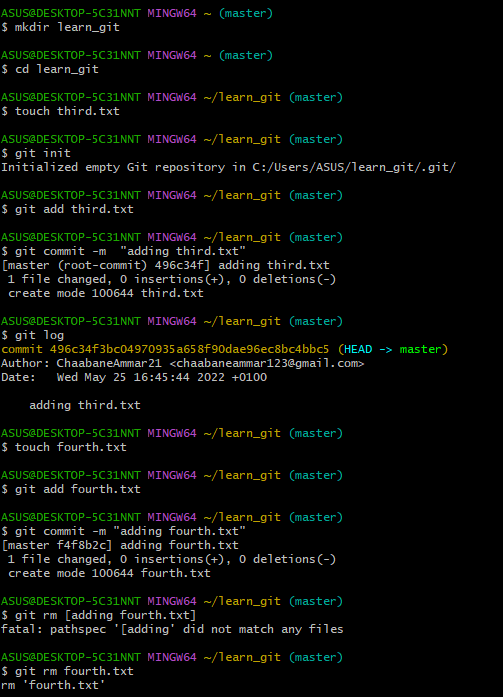 ASUS@DESKTOP-5C31NNT MINGW64 ~ (master)
$ mkdir learn_git
ASUS@DESKTOP-5C31NNT MINGW64 ~ (master)
$ cd learn_git
ASUS@DESKTOP-5C31NNT MINGW64 ~/learn_git (master)
$ touch third.txt
ASUS@DESKTOP-5C31NNT MINGW64 ~/learn_git (master)
$ git init
Initialized empty Git repository in C:/Users/ASUS/learn_git/.git/
ASUS@DESKTOP-5C31NNT MINGW64 ~/learn_git (master)
$ git add third.txt
ASUS@DESKTOP-5C31NNT MINGW64 ~/learn_git (master)
$ git commit -m  "adding third.txt"
[master (root-commit) 496c34f] adding third.txt
 1 file changed, 0 insertions(+), 0 deletions(-)
 create mode 100644 third.txt
ASUS@DESKTOP-5C31NNT MINGW64 ~/learn_git (master)
$ git log
commit 496c34f3bc04970935a658f90dae96ec8bc4bbc5 (HEAD -> master)
Author: ChaabaneAmmar21 <chaabaneammar123@gmail.com>
Date:   Wed May 25 16:45:44 2022 +0100
    adding third.txt
ASUS@DESKTOP-5C31NNT MINGW64 ~/learn_git (master)
$ touch fourth.txt
ASUS@DESKTOP-5C31NNT MINGW64 ~/learn_git (master)
$ git add fourth.txt
ASUS@DESKTOP-5C31NNT MINGW64 ~/learn_git (master)
$ git commit -m "adding fourth.txt"
[master f4f8b2c] adding fourth.txt
 1 file changed, 0 insertions(+), 0 deletions(-)
 create mode 100644 fourth.txt
ASUS@DESKTOP-5C31NNT MINGW64 ~/learn_git (master)
$ git rm [adding fourth.txt]
fatal: pathspec '[adding' did not match any files
ASUS@DESKTOP-5C31NNT MINGW64 ~/learn_git (master)
$ git rm fourth.txt
rm 'fourth.txt'